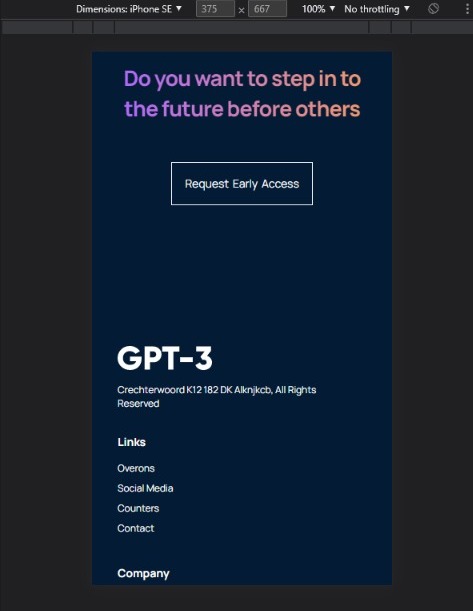 Dimensions: iPhone SE ▼ 375 × 667 100% ▼ No throttling ▼
Do you want to step in to
the future before others
Request Early Access
GPT-3
Crechterwoord K12 182 DK Alknjkcb, All Rights
Reserved
Links
Overons
Social Media
Counters
Contact
Company